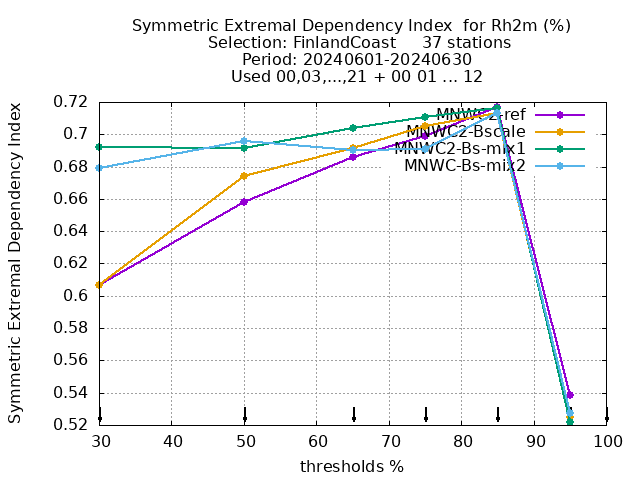 Symmetric Extremal Dependency Index for Rh2m (%)
Selection: FinlandCoast 37 stations
Period: 20240601-20240630
Used 00,03,...,21 + 00 01 ... 12
Symmetric Extremal Dependency Index
0.72
0.7
0.68
0.66
0.64
0.62
0.6
0.58
0.56
0.54
0.52
MNWC2-ref
MNWC2-Bscale
MNWC2-Bs-mix1
MNWC-Bs-mix2
30 40 50 60 70 80 90 100
thresholds %